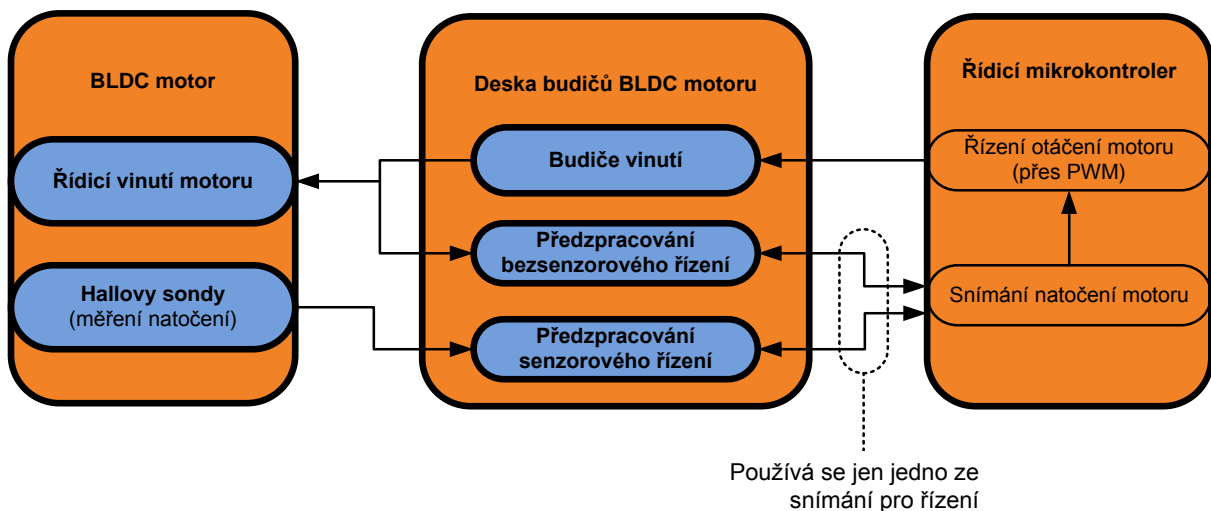 BLDC motor
Řídicí vinutí motoru
Hallovy sondy
(měření natočení)
Deska budičů BLDC motoru
Budiče vinutí
Předzpracování
bezsenzorového řízení
Předzpracování
senzorového řízení
Řídicí mikrokontroler
Řízení otáčení motoru
(přes PWM)
Snímání natočení motoru
Používá se jen jedno ze
snímání pro řízení